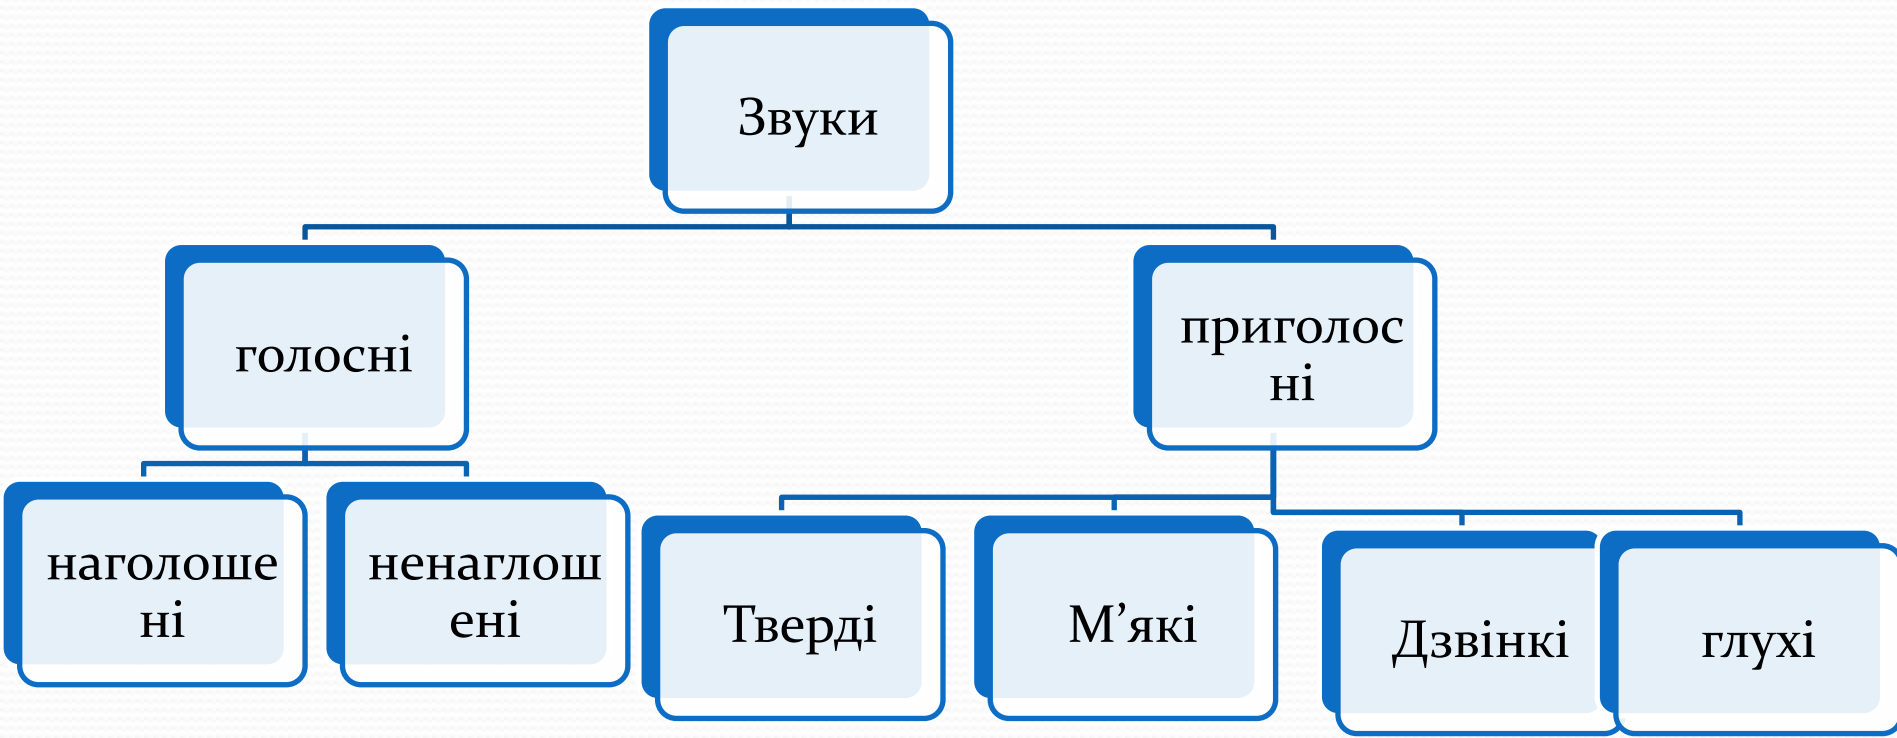 Звуки
голосні
приголос
ні
наголоше
ні
ненаглош
ені
Тверді
М’які
Дзвінкі
глухі